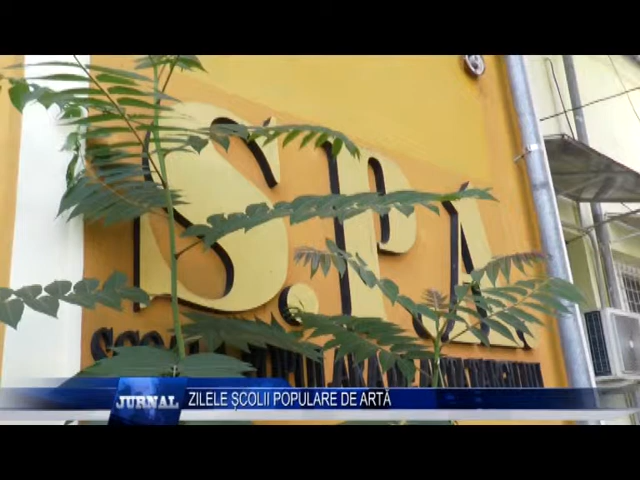 S.P.A
JURNAL
ZILELE ȘCOLII POPULARE DE ARTĂ